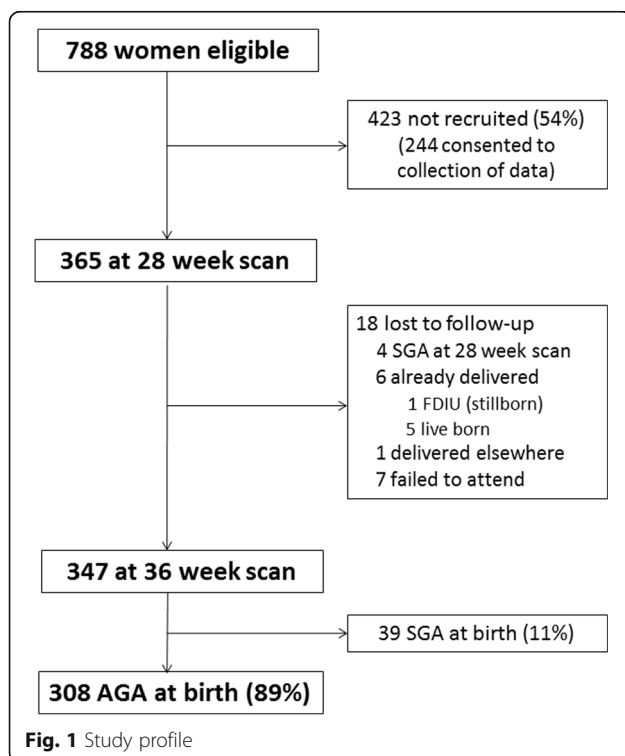 788 women eligible
423 not recruited (54%)
(244 consented to
collection of data)
365 at 28 week scan
18 lost to follow-up
4 SGA at 28 week scan
6 already delivered
1 FDIU (stillborn)
5 live born
1 delivered elsewhere
7 failed to attend
347 at 36 week scan
39 SGA at birth (11%)
308 AGA at birth (89%)
Fig. 1 Study profile